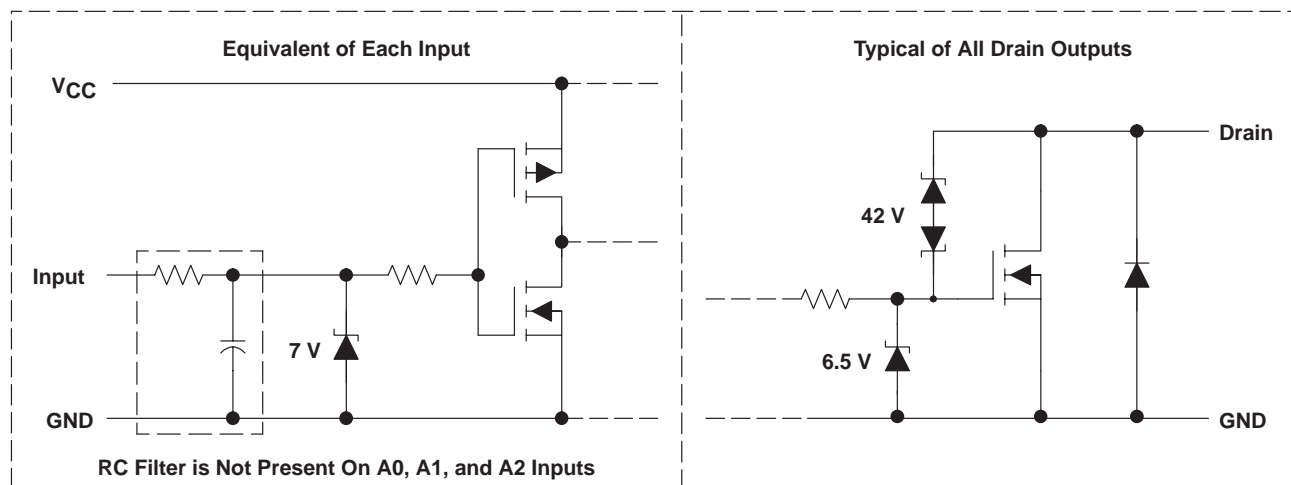 Equivalent of Each Input
VCC
Input
7 V
GND
RC Filter is Not Present On A0, A1, and A2 Inputs
Typical of All Drain Outputs
Drain
42 V
6.5 V
GND